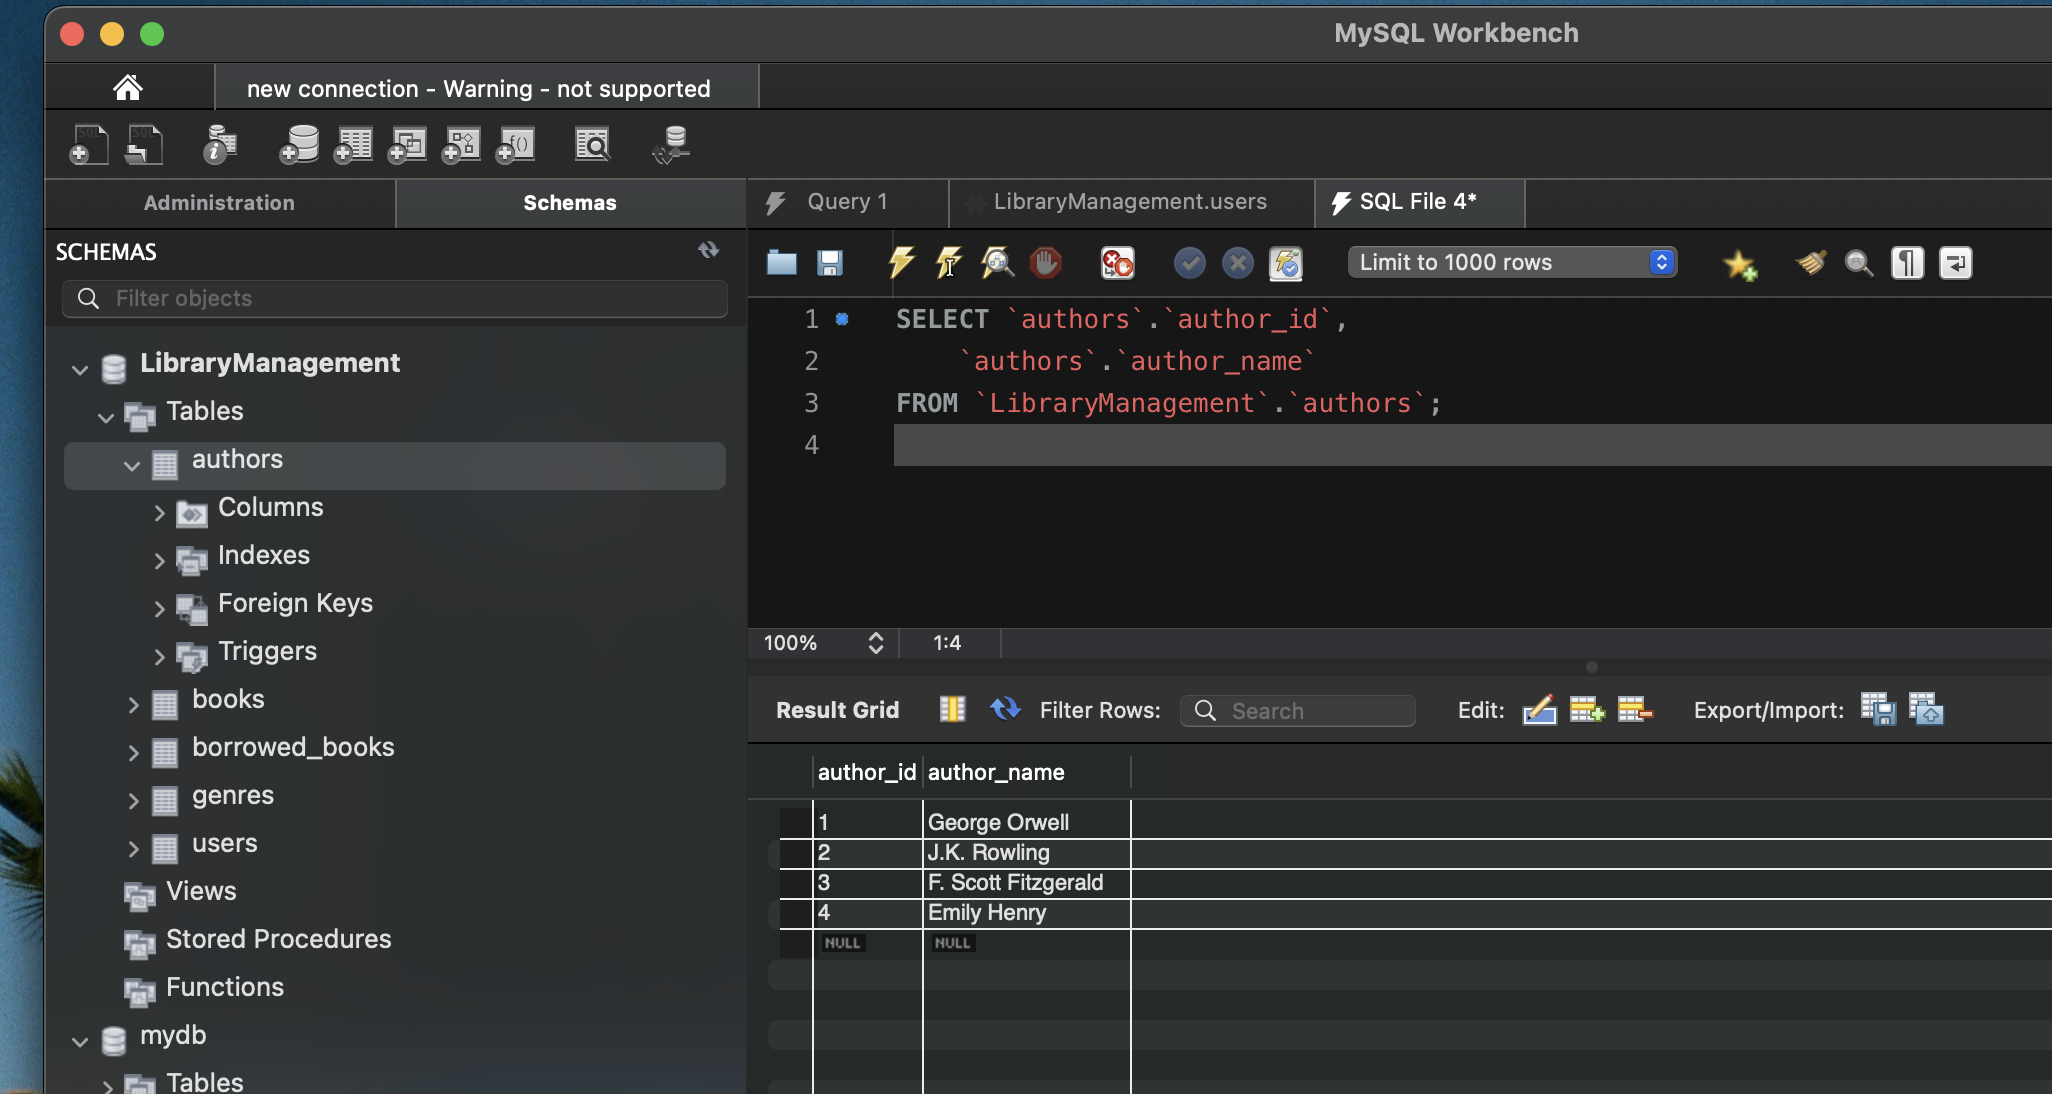 MySQL Workbench
new connection - Warning - not supported
Administration
Schemas
SCHEMAS
Filter objects
LibraryManagement
Tables
authors
Columns
Indexes
Foreign Keys
Triggers
books
borrowed_books
genres
users
Views
Stored Procedures
Functions
mydb
Tables
Query 1
LibraryManagement.users
SQL File 4*
Limit to 1000 rows
1 SELECT `authors`.`author_id`,
2 `authors`.`author_name`
3 FROM `LibraryManagement`.`authors`;
4
100% 1:4
Result Grid Filter Rows: Search Edit: Export/Import:
author_id author_name
1 George Orwell
2 J.K. Rowling
3 F. Scott Fitzgerald
4 Emily Henry
NULL NULL